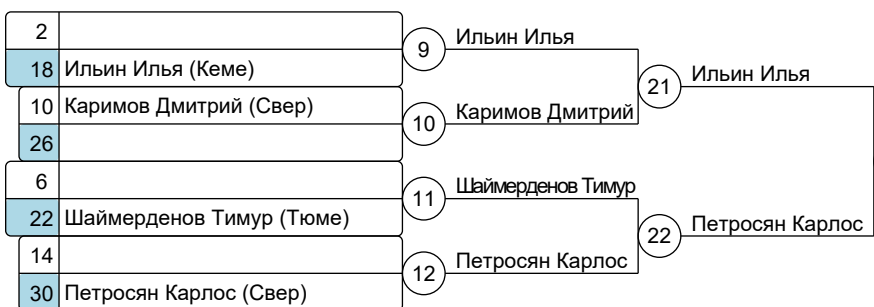 2
18 Ильин Илья (Кеме)
9 Ильин Илья
10 Каримов Дмитрий (Свер)
26
10 Каримов Дмитрий
21 Ильин Илья
6
22 Шаймерденов Тимур (Тюме)
11 Шаймерденов Тимур
14
30 Петросян Карлос (Свер)
12 Петросян Карлос
22 Петросян Карлос